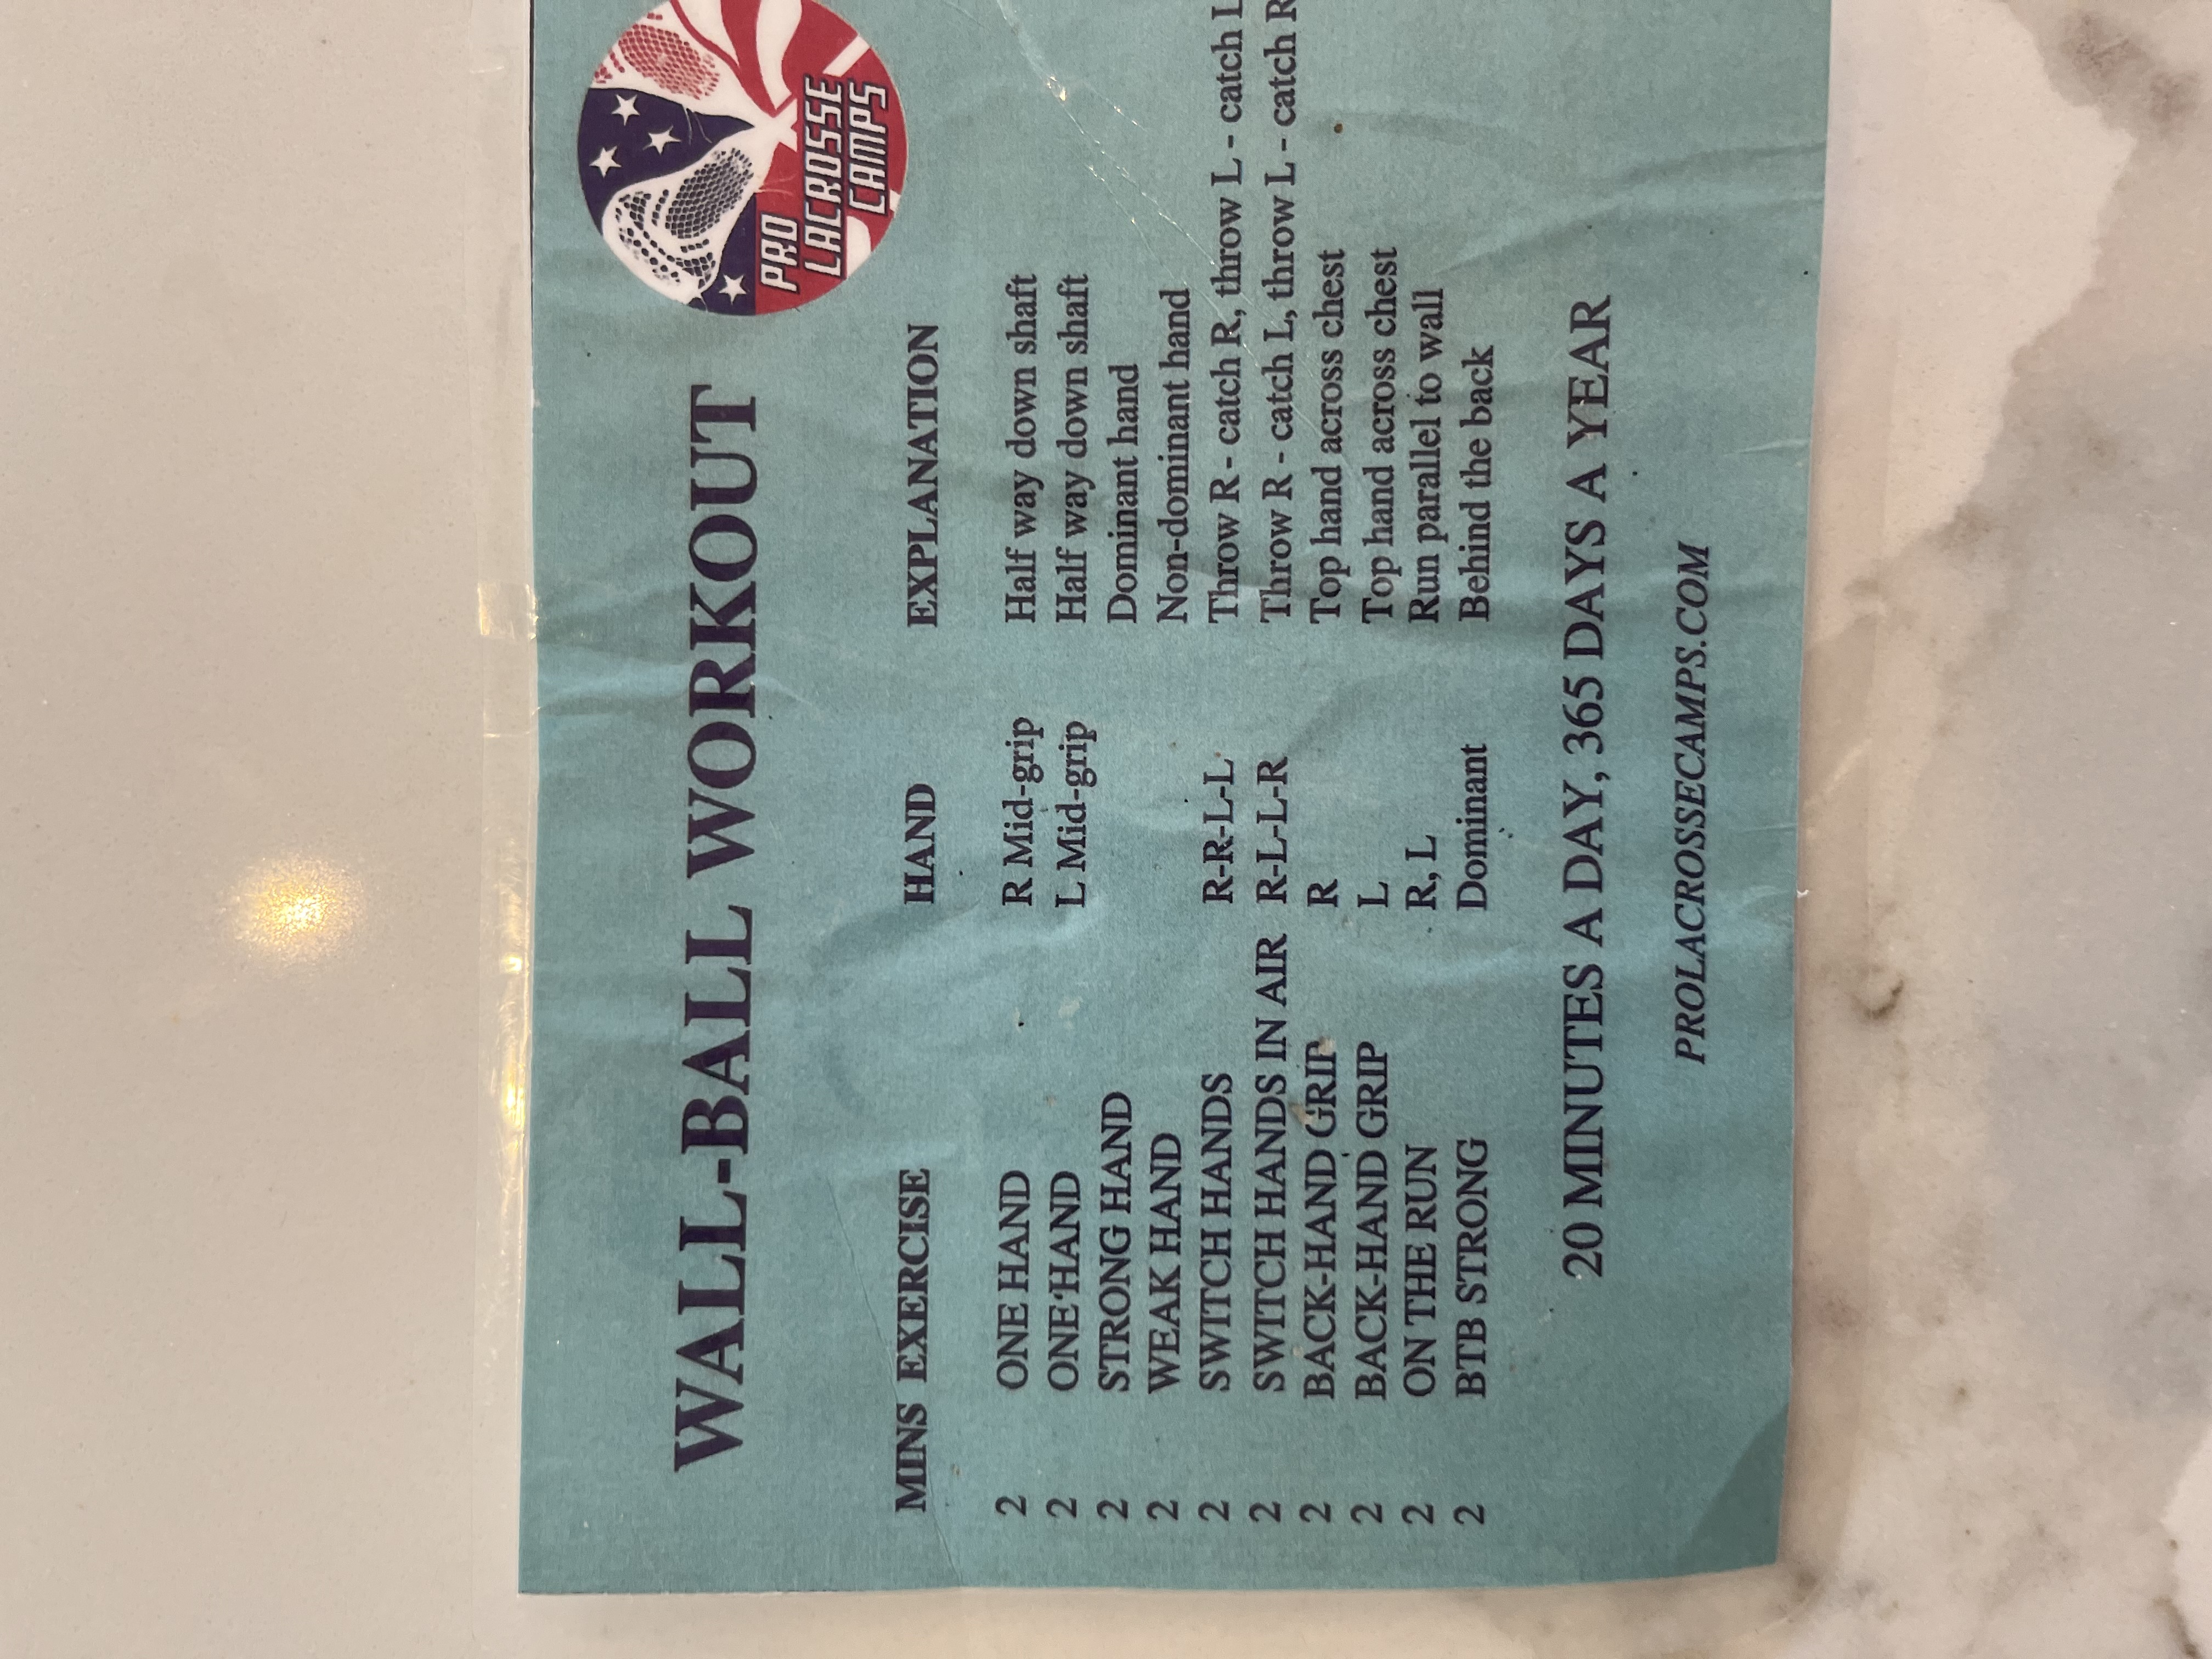 WALL-BALL WORKOUT
PRO
LACROSSE
CAMPS
MINS EXERCISE HAND EXPLANATION
2 ONE HAND R Mid-grip Half way down shaft
2 ONE HAND L Mid-grip Half way down shaft
2 STRONG HAND Dominant hand
2 WEAK HAND Non-dominant hand
2 SWITCH HANDS R-R-L-L Throw R - catch R, throw L - catch L
2 SWITCH HANDS IN AIR R-L-L-R Throw R - catch L, throw L - catch R
2 BACK-HAND GRIP R Top hand across chest
2 BACK-HAND GRIP L Top hand across chest
2 ON THE RUN R, L Run parallel to wall
2 BTB STRONG Dominant Behind the back
20 MINUTES A DAY, 365 DAYS A YEAR
PROLACROSSECAMPS.COM